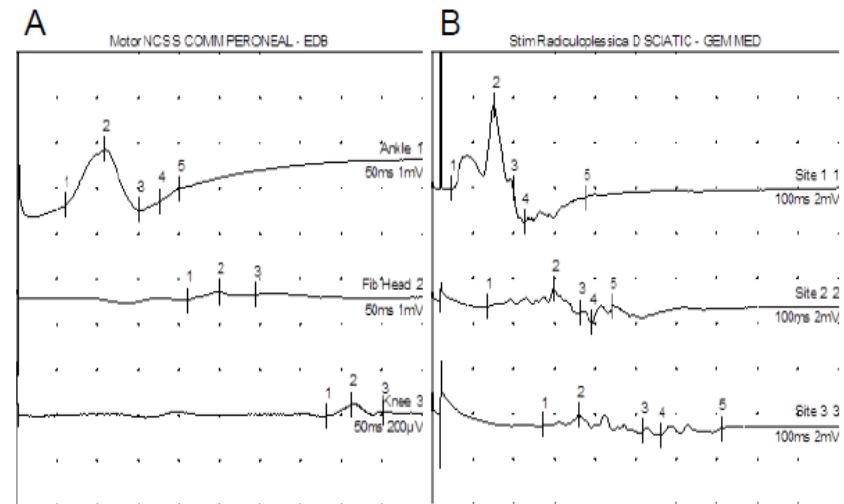 A
B
Motor NCS S COMM PERONEAL - EDB
Stim Radiculoplessica D SCIATIC - GEM MED
2
1
3
4
5
Ankle 1
50ms 1mV
1
2
3
Fib Head 2
50ms 1mV
1
2
3
Knee 3
50ms 200µV
1
2
3
4
5
Site 1 1
100ms 2mV
1
2
3
4
5
Site 2 2
100ms 2mV
1
2
3
4
5
Site 3 3
100ms 2mV